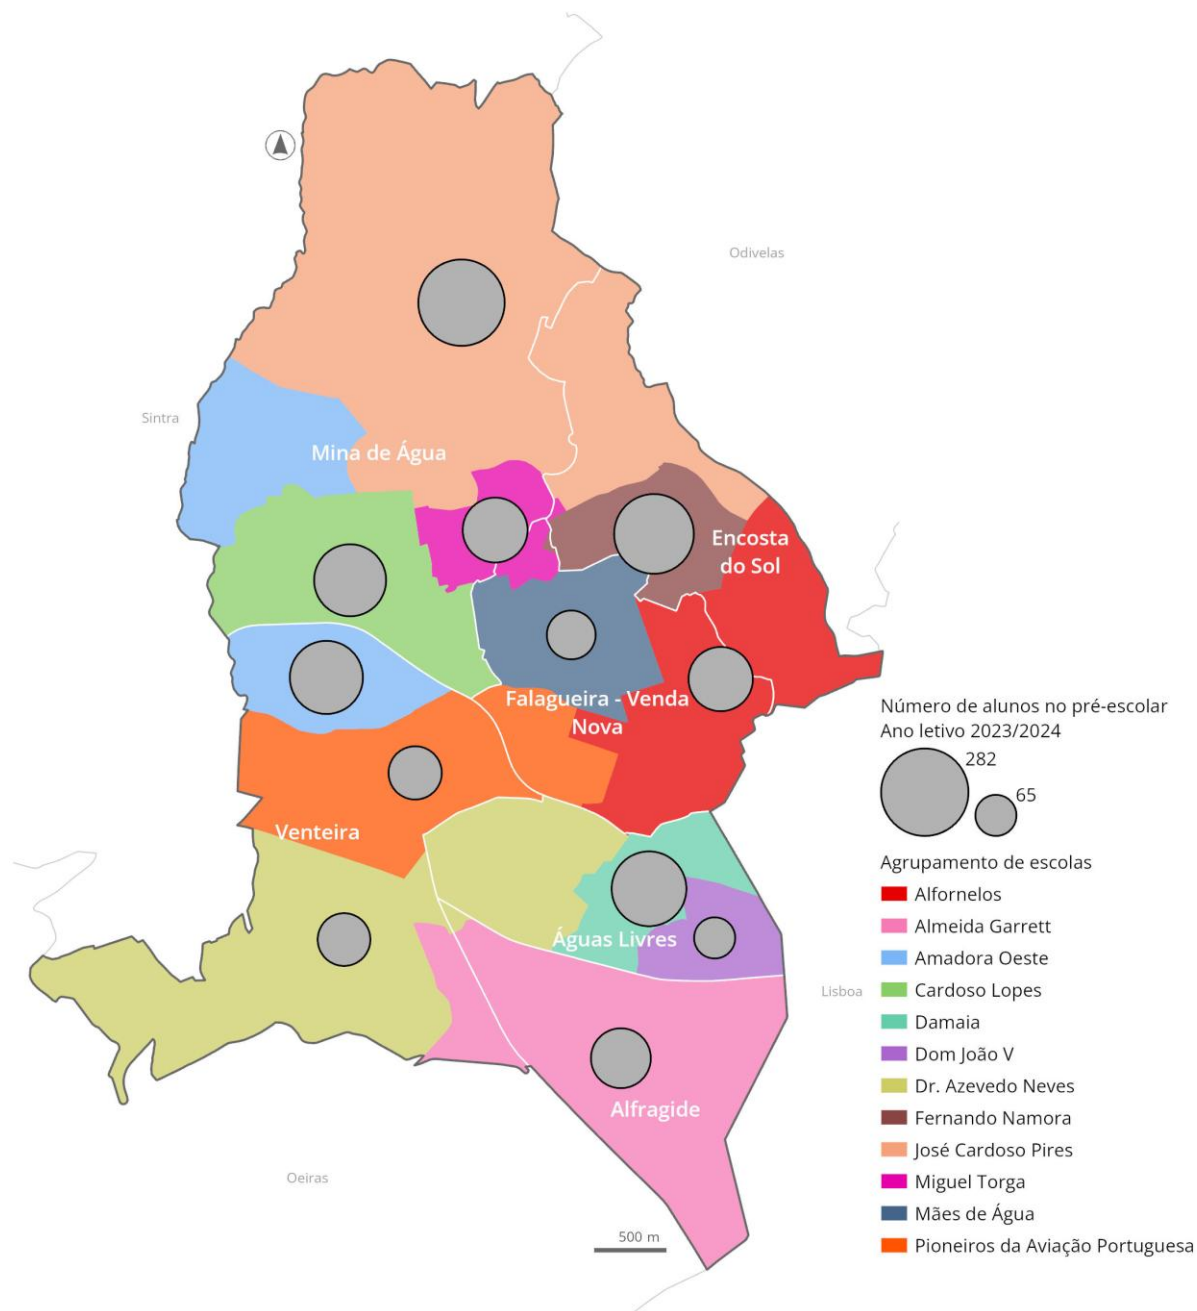 Odivelas
Sintra
Mina de Água
Encosta
do Sol
Falagueira - Venda
Nova
Venteira
Águas Livres
Lisboa
Alfragide
Oeiras
500 m
Número de alunos no pré-escolar
Ano letivo 2023/2024
282
65
Agrupamento de escolas
Alfornelos
Almeida Garrett
Amadora Oeste
Cardoso Lopes
Damaia
Dom João V
Dr. Azevedo Neves
Fernando Namora
José Cardoso Pires
Miguel Torga
Mães de Água
Pioneiros da Aviação Portuguesa